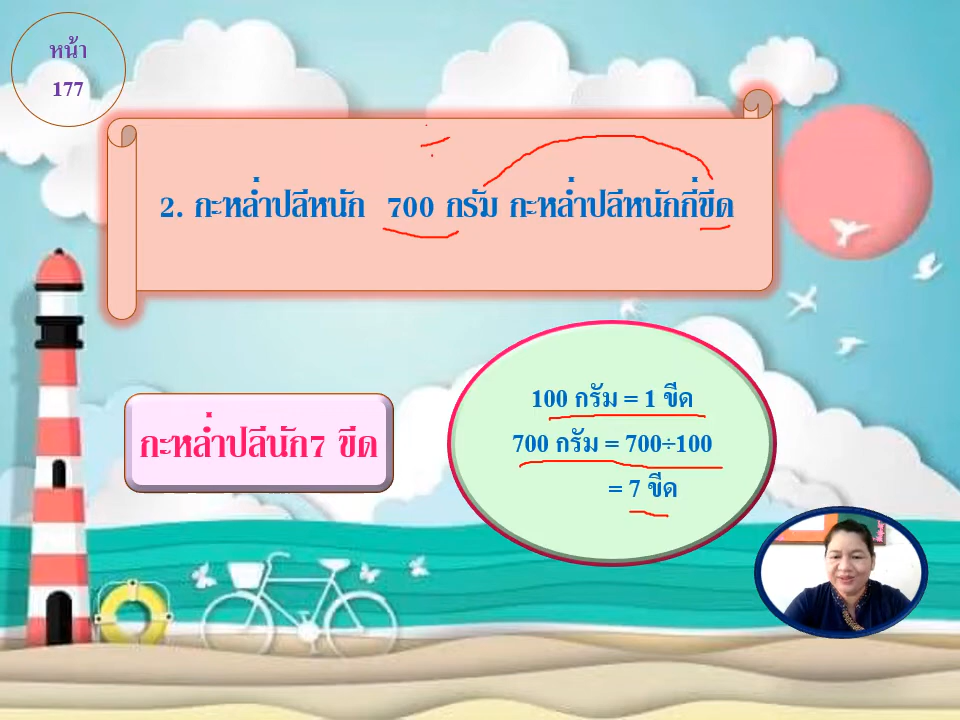 หน้า
177
2. กะหล่ำปลีหนัก 700 กรัม กะหล่ำปลีหนักกี่ขีด
100 กรัม = 1 ขีด
700 กรัม = 700÷100
= 7 ขีด
กะหล่ำปลีนัก7 ขีด